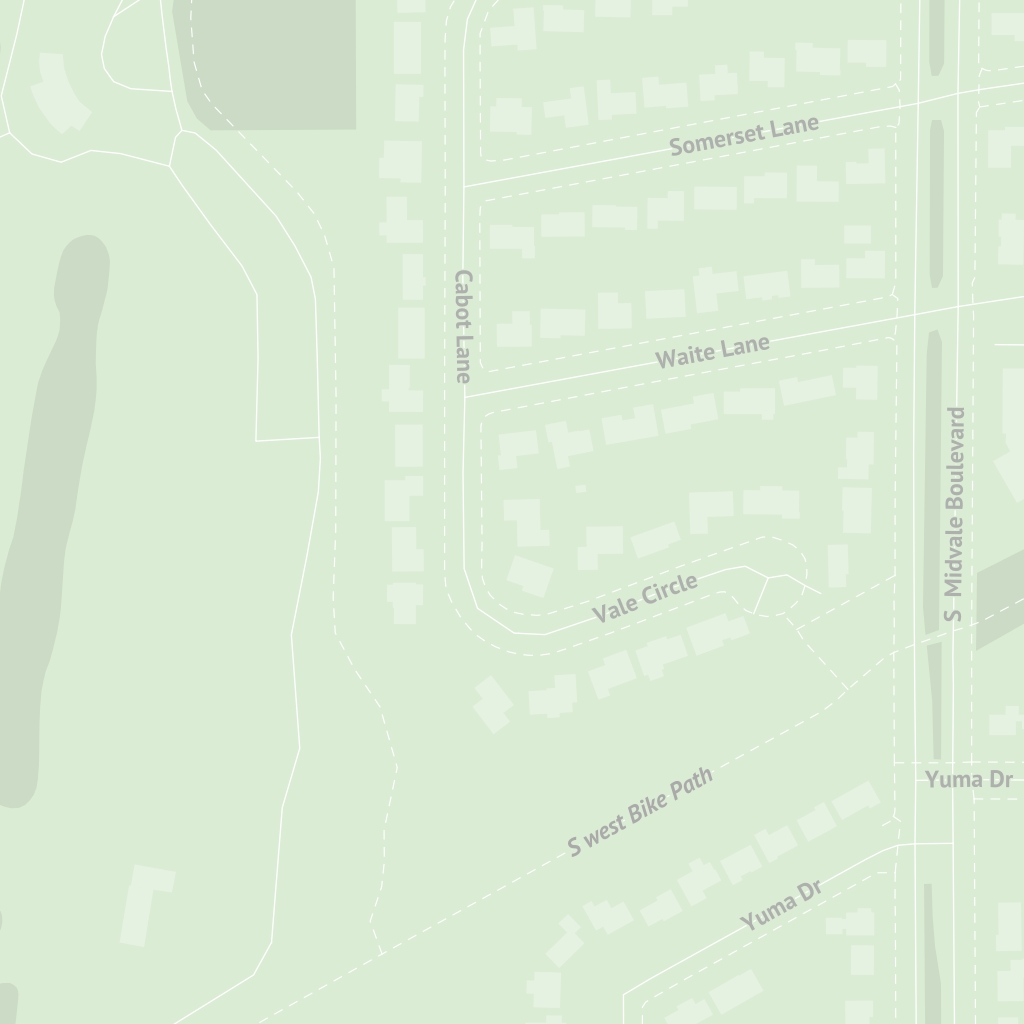 Somerset Lane
Cabot Lane
Waite Lane
S Midvale Boulevard
Vale Circle
Yuma Dr
S west Bike Path
Yuma Dr